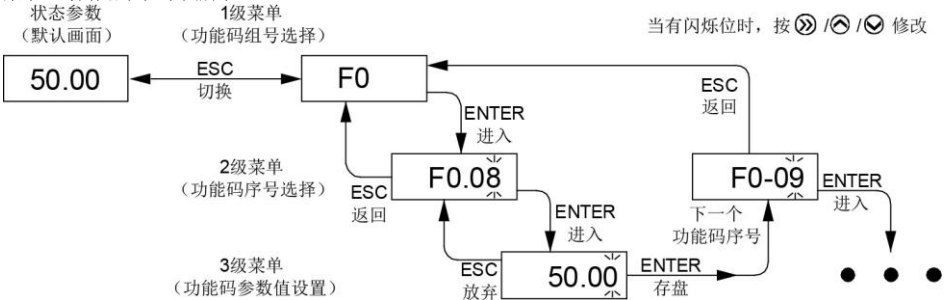 状态参数
（默认画面）
1级菜单
（功能码组号选择）
当有闪烁位时，按 / / 修改
50.00
ESC
切换
F0
ESC
返回
ENTER
进入
2级菜单
（功能码序号选择）
ESC
返回
F0.08
F0-09
ENTER
进入
ENTER
进入
下一个
功能码序号
3级菜单
（功能码参数值设置）
ESC
放弃
50.00
ENTER
存盘